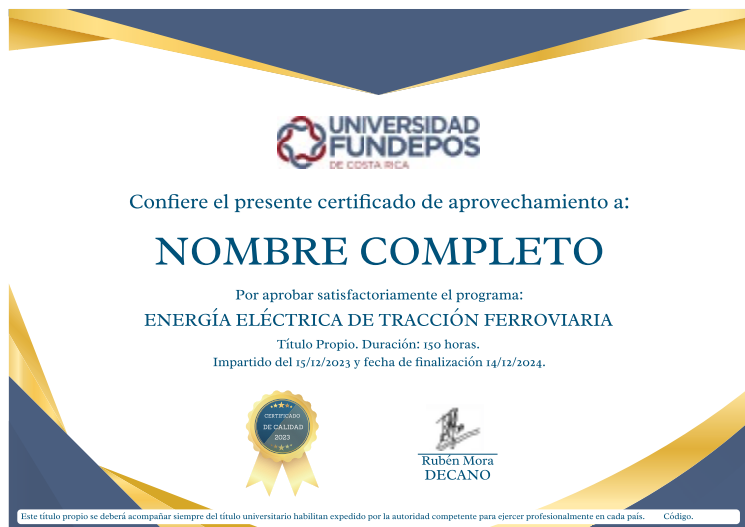 UNIVERSIDAD
FUNDEPOS
DE COSTA RICA
Confiere el presente certificado de aprovechamiento a:
NOMBRE COMPLETO
Por aprobar satisfactoriamente el programa:
ENERGÍA ELÉCTRICA DE TRACCIÓN FERROVIARIA
Título Propio. Duración: 150 horas.
Impartido del 15/12/2023 y fecha de finalización 14/12/2024.
CERTIFICADO
DE CALIDAD
2023
Rubén Mora
DECANO
Este título propio se deberá acompañar siempre del título universitario habilitan expedido por la autoridad competente para ejercer profesionalmente en cada país. Código.